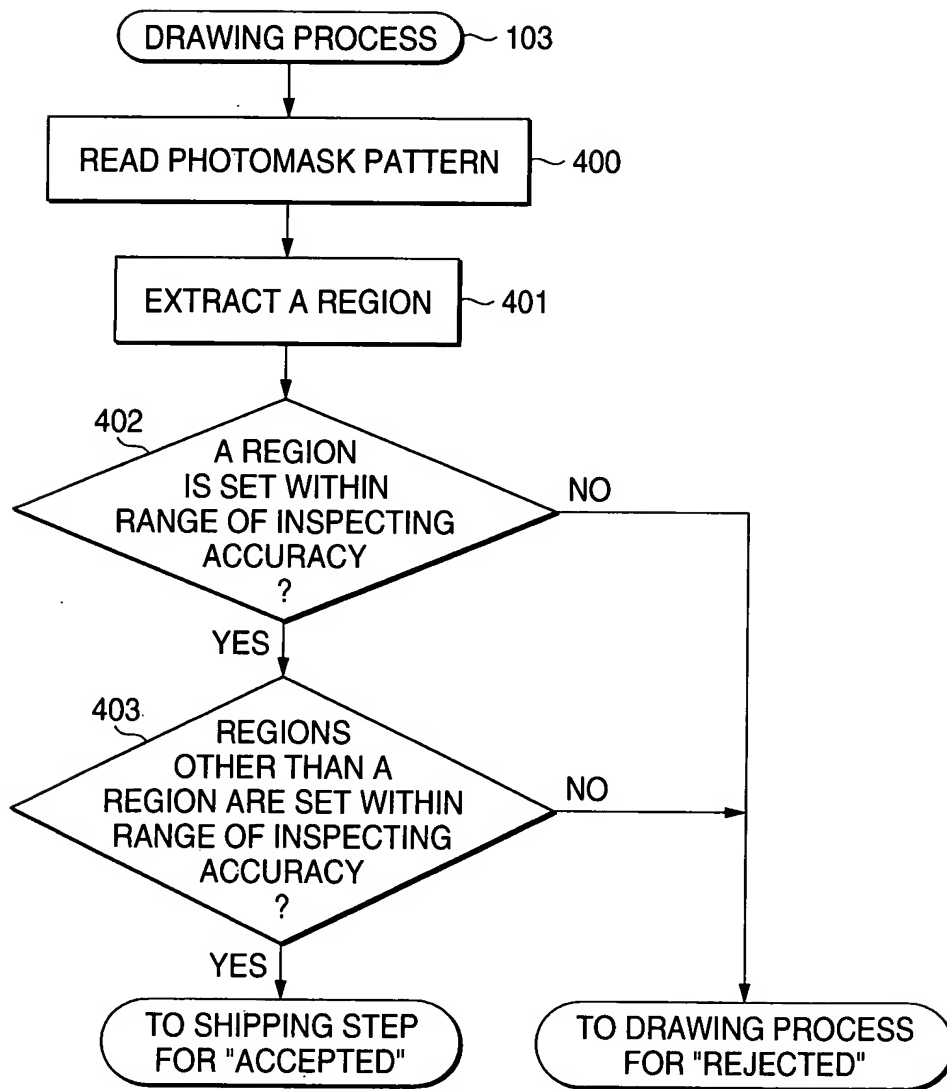 DRAWING PROCESS
103
READ PHOTOMASK PATTERN
400
EXTRACT A REGION
401
402
A REGION
IS SET WITHIN
RANGE OF INSPECTING
ACCURACY
?
NO
YES
403
REGIONS
OTHER THAN A
REGION ARE SET WITHIN
RANGE OF INSPECTING
ACCURACY
?
NO
YES
TO SHIPPING STEP
FOR "ACCEPTED"
TO DRAWING PROCESS
FOR "REJECTED"